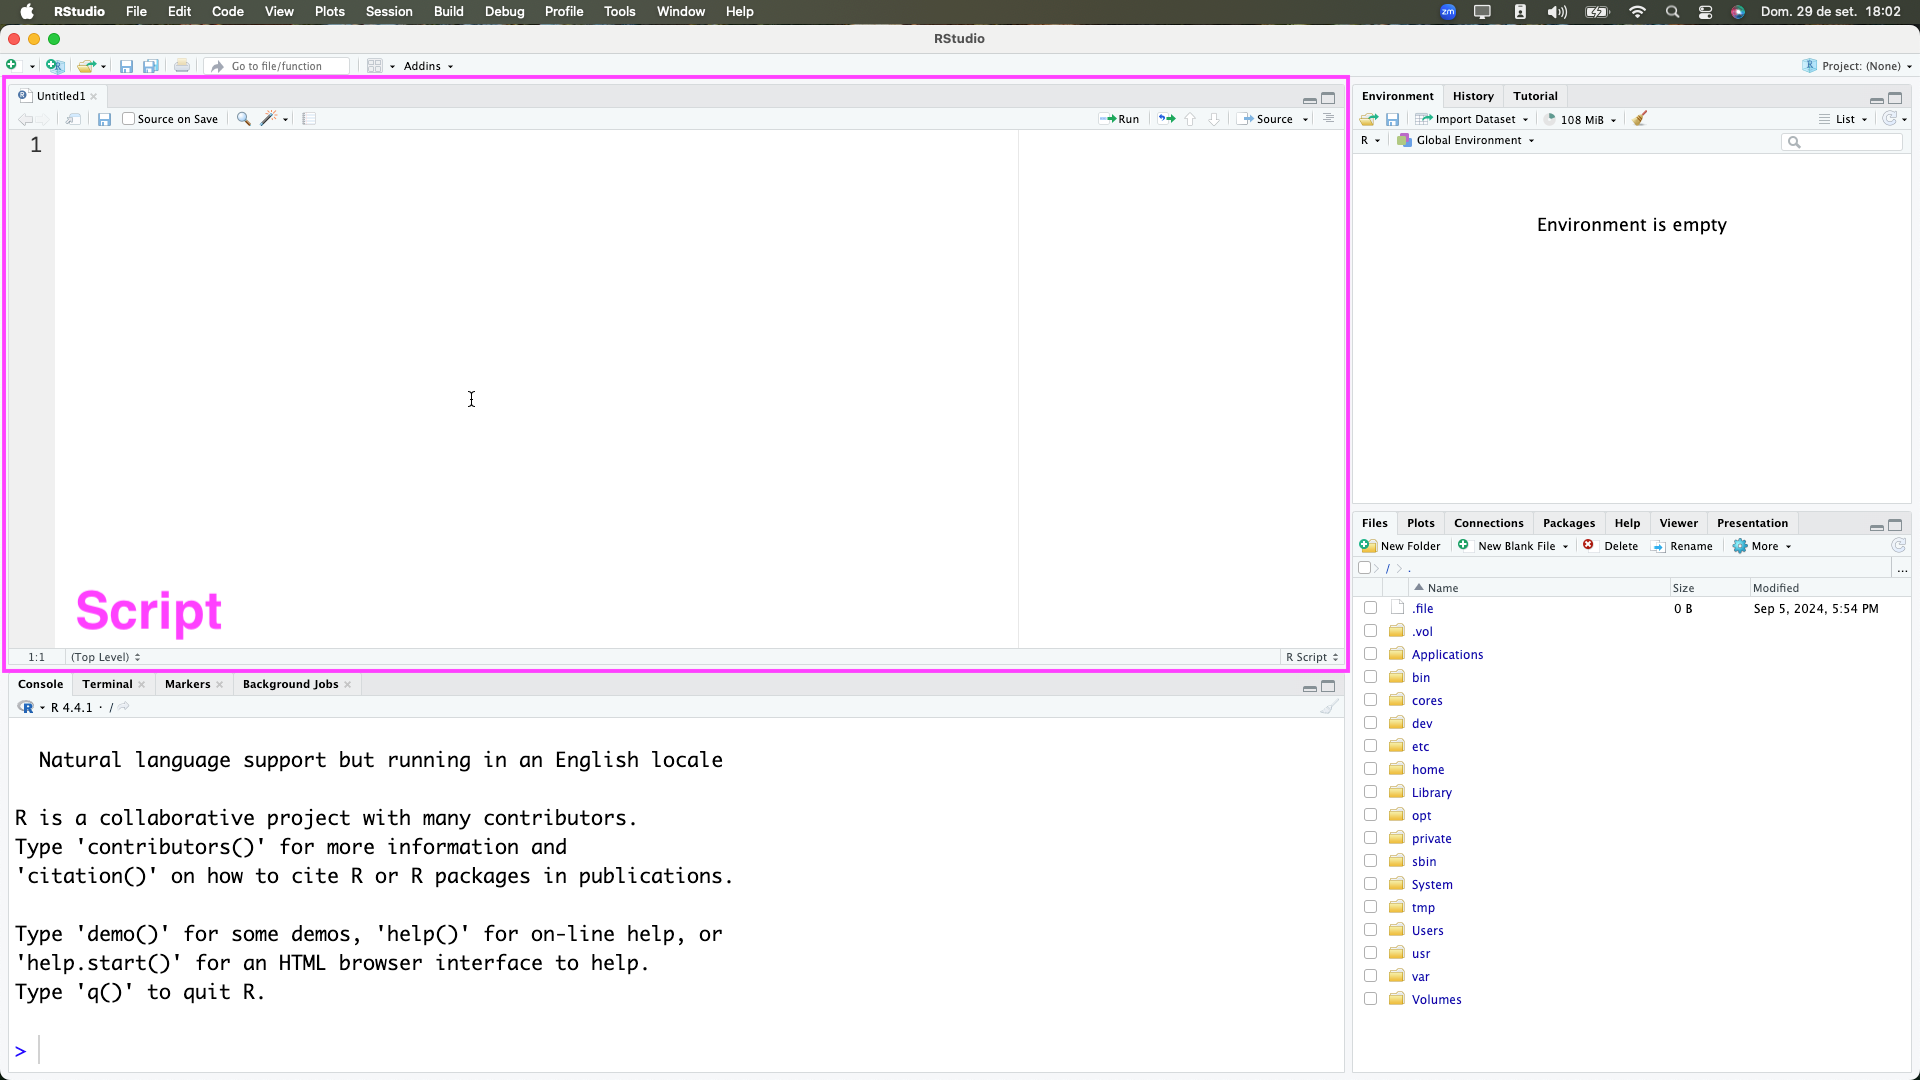 RStudio File Edit Code View Plots Session Build Debug Profile Tools Window Help
zm Dom. 29 de set. 18:02
RStudio
Go to file/function Addins Project: (None)
Untitled1
Source on Save Run Source
1
Script
1:1 (Top Level) R Script
Console Terminal Markers Background Jobs
R 4.4.1 · /
Natural language support but running in an English locale
R is a collaborative project with many contributors.
Type 'contributors()' for more information and
'citation()' on how to cite R or R packages in publications.
Type 'demo()' for some demos, 'help()' for on-line help, or
'help.start()' for an HTML browser interface to help.
Type 'q()' to quit R.
>
Environment History Tutorial
Import Dataset 108 MiB List
R Global Environment
Environment is empty
Files Plots Connections Packages Help Viewer Presentation
New Folder New Blank File Delete Rename More
/ > . ...
Name Size Modified
.file 0 B Sep 5, 2024, 5:54 PM
.vol
Applications
bin
cores
dev
etc
home
Library
opt
private
sbin
System
tmp
Users
usr
var
Volumes